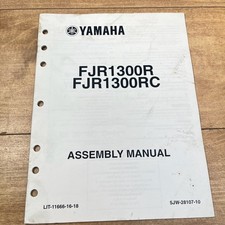 YAMAHA
FJR1300R
FJR1300RC
ASSEMBLY MANUAL
LIT-11666-16-18
5JW-28107-10